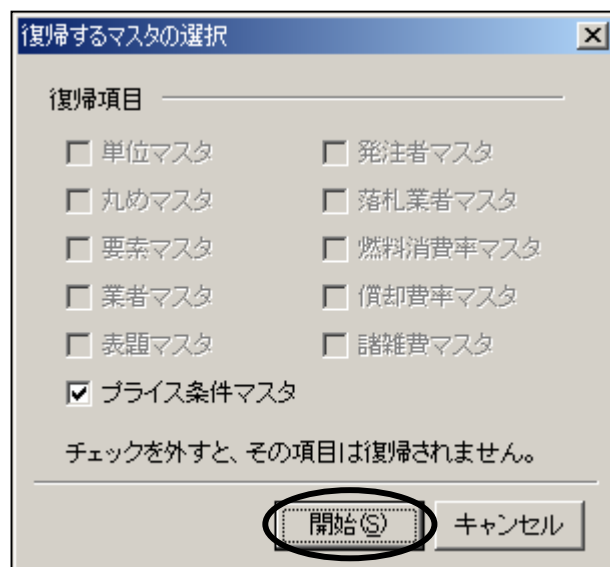 復帰するマスタの選択
復帰項目
単位マスタ 発注者マスタ
丸めマスタ 落札業者マスタ
要素マスタ 燃料消費率マスタ
業者マスタ 償却費率マスタ
表題マスタ 諸雑費マスタ
プライス条件マスタ
チェックを外すと、その項目は復帰されません。
開始(S) キャンセル